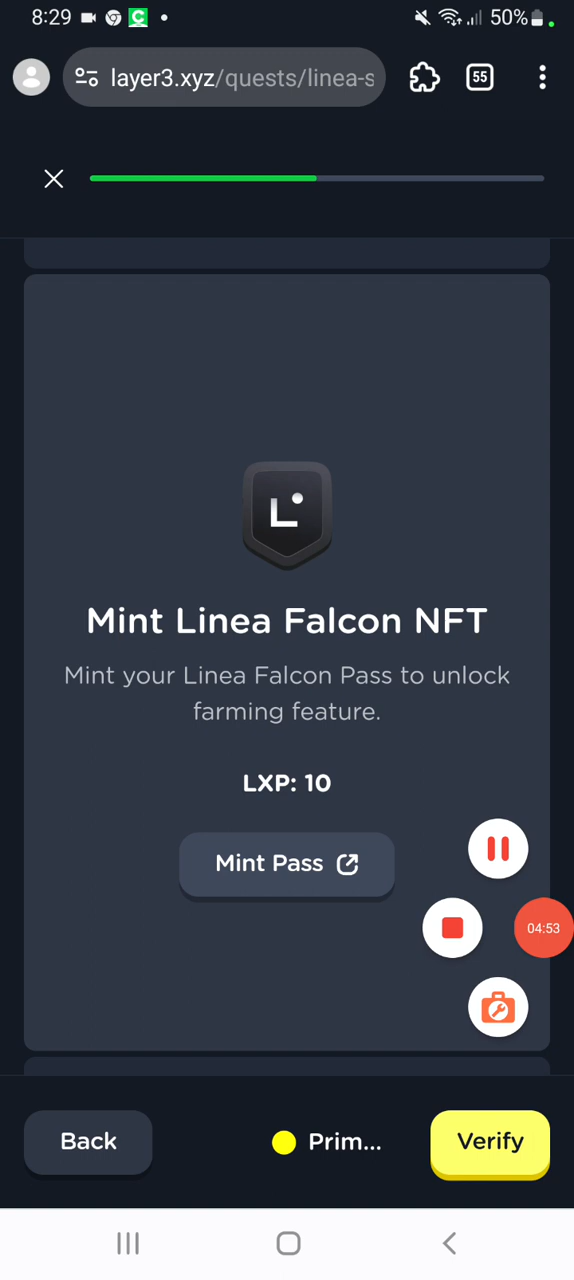 8:29
50%
layer3.xyz/quests/linea-s
55
Mint Linea Falcon NFT
Mint your Linea Falcon Pass to unlock
farming feature.
LXP: 10
Mint Pass
04:53
Back
Prim...
Verify